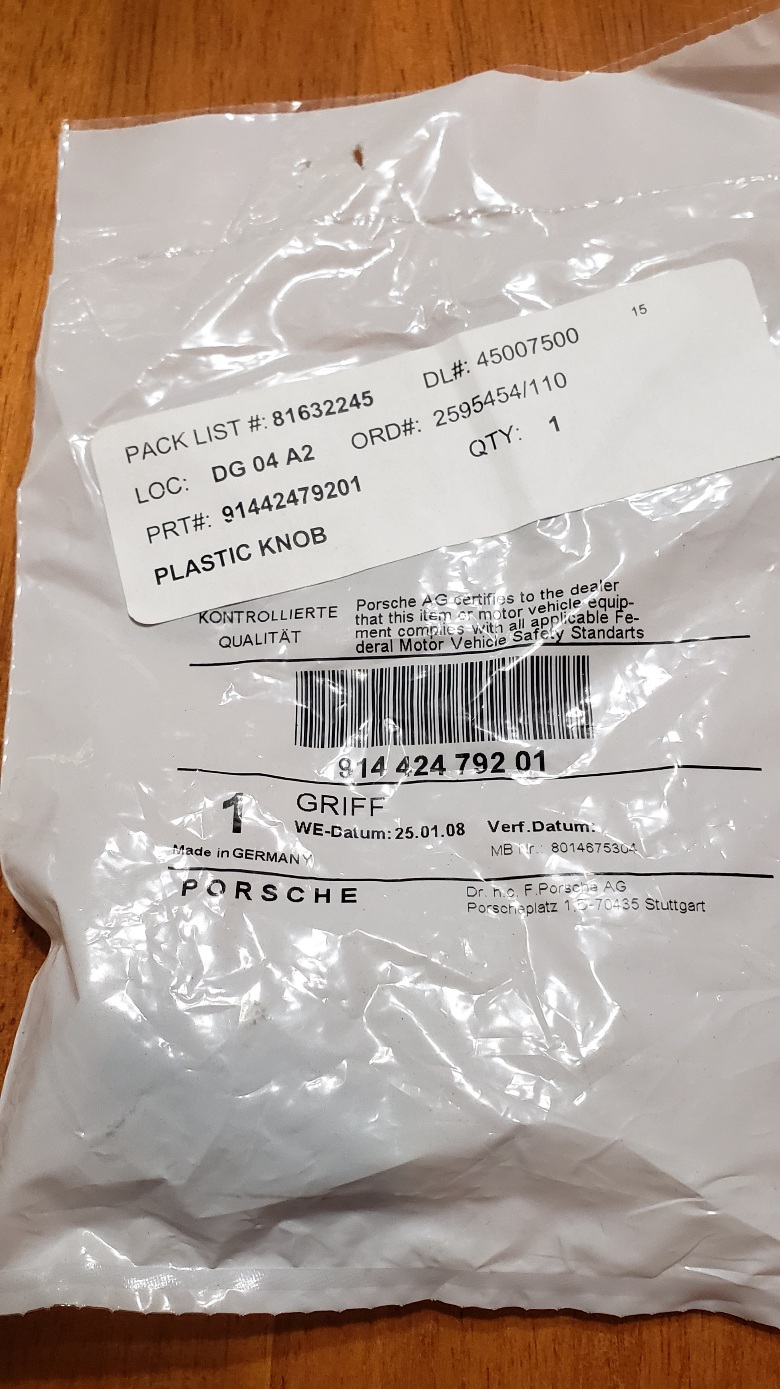 15
PACK LIST #: 81632245 DL#: 45007500
LOC: DG 04 A2 ORD#: 2595454/110
PRT#: 91442479201 QTY: 1
PLASTIC KNOB
KONTROLLIERTE
QUALITÄT
Porsche AG certifies to the dealer
that this item or motor vehicle equip-
ment complies with all applicable Fe-
deral Motor Vehicle Safety Standarts
914 424 792 01
1 GRIFF
WE-Datum: 25.01.08 Verf.Datum:
Made in GERMANY MB Nr.: 8014675304
PORSCHE
Dr. h.c. F.Porsche AG
Porscheplatz 1,D-70435 Stuttgart